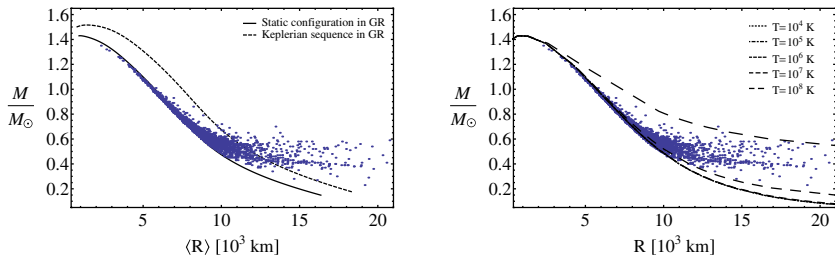 Static configuration in GR
Keplerian sequence in GR
1.6
1.4
1.2
1.0
0.8
0.6
0.4
0.2
M
M⊙
5 10 15 20
⟨R⟩ [10³ km]
T=10⁴ K
T=10⁵ K
T=10⁶ K
T=10⁷ K
T=10⁸ K
1.6
1.4
1.2
1.0
0.8
0.6
0.4
0.2
M
M⊙
5 10 15 20
R [10³ km]